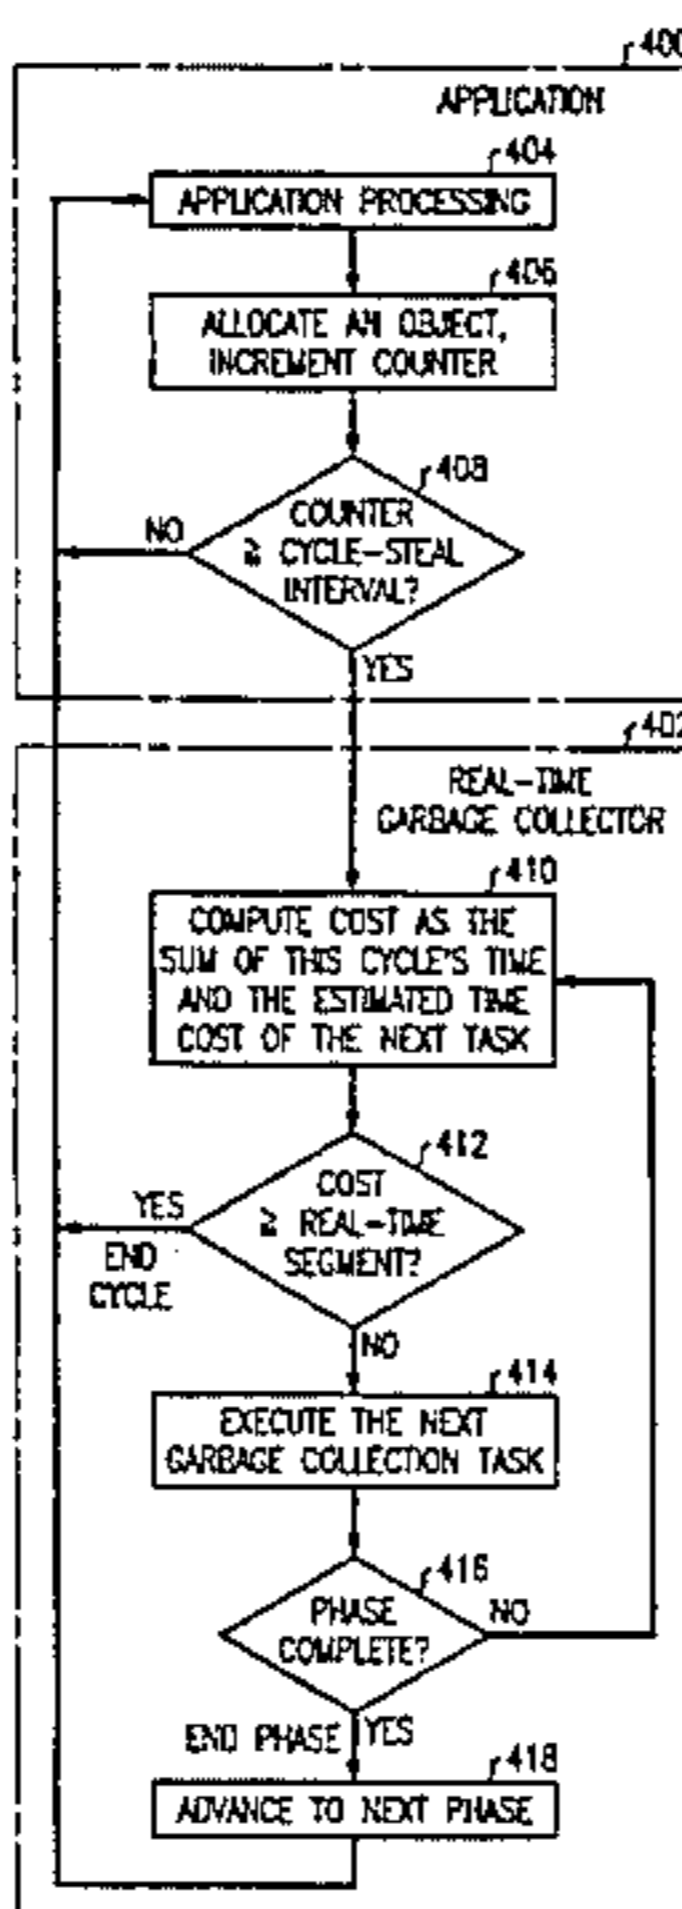 400
APPLICATION
404
APPLICATION PROCESSING
406
ALLOCATE AN OBJECT,
INCREMENT COUNTER
408
COUNTER
≧ CYCLE-STEAL
INTERVAL?
NO
YES
402
REAL-TIME
GARBAGE COLLECTOR
410
COMPUTE COST AS THE
SUM OF THIS CYCLE'S TIME
AND THE ESTIMATED TIME
COST OF THE NEXT TASK
412
COST
≧ REAL-TIME
SEGMENT?
YES
END
CYCLE
NO
414
EXECUTE THE NEXT
GARBAGE COLLECTION TASK
416
PHASE
COMPLETE?
NO
END PHASE
YES
418
ADVANCE TO NEXT PHASE